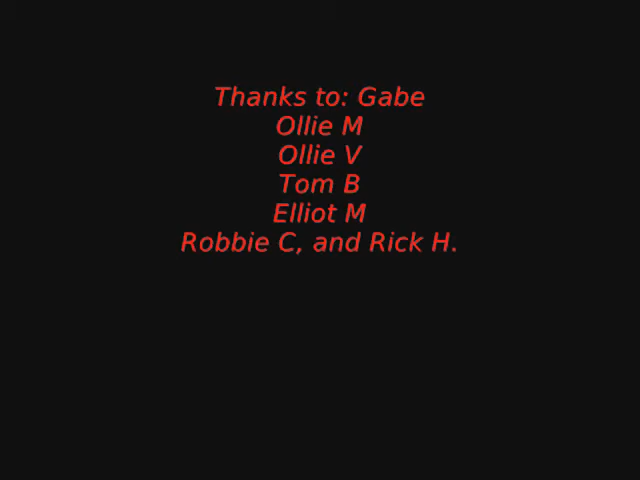 Thanks to: Gabe
Ollie M
Ollie V
Tom B
Elliot M
Robbie C, and Rick H.